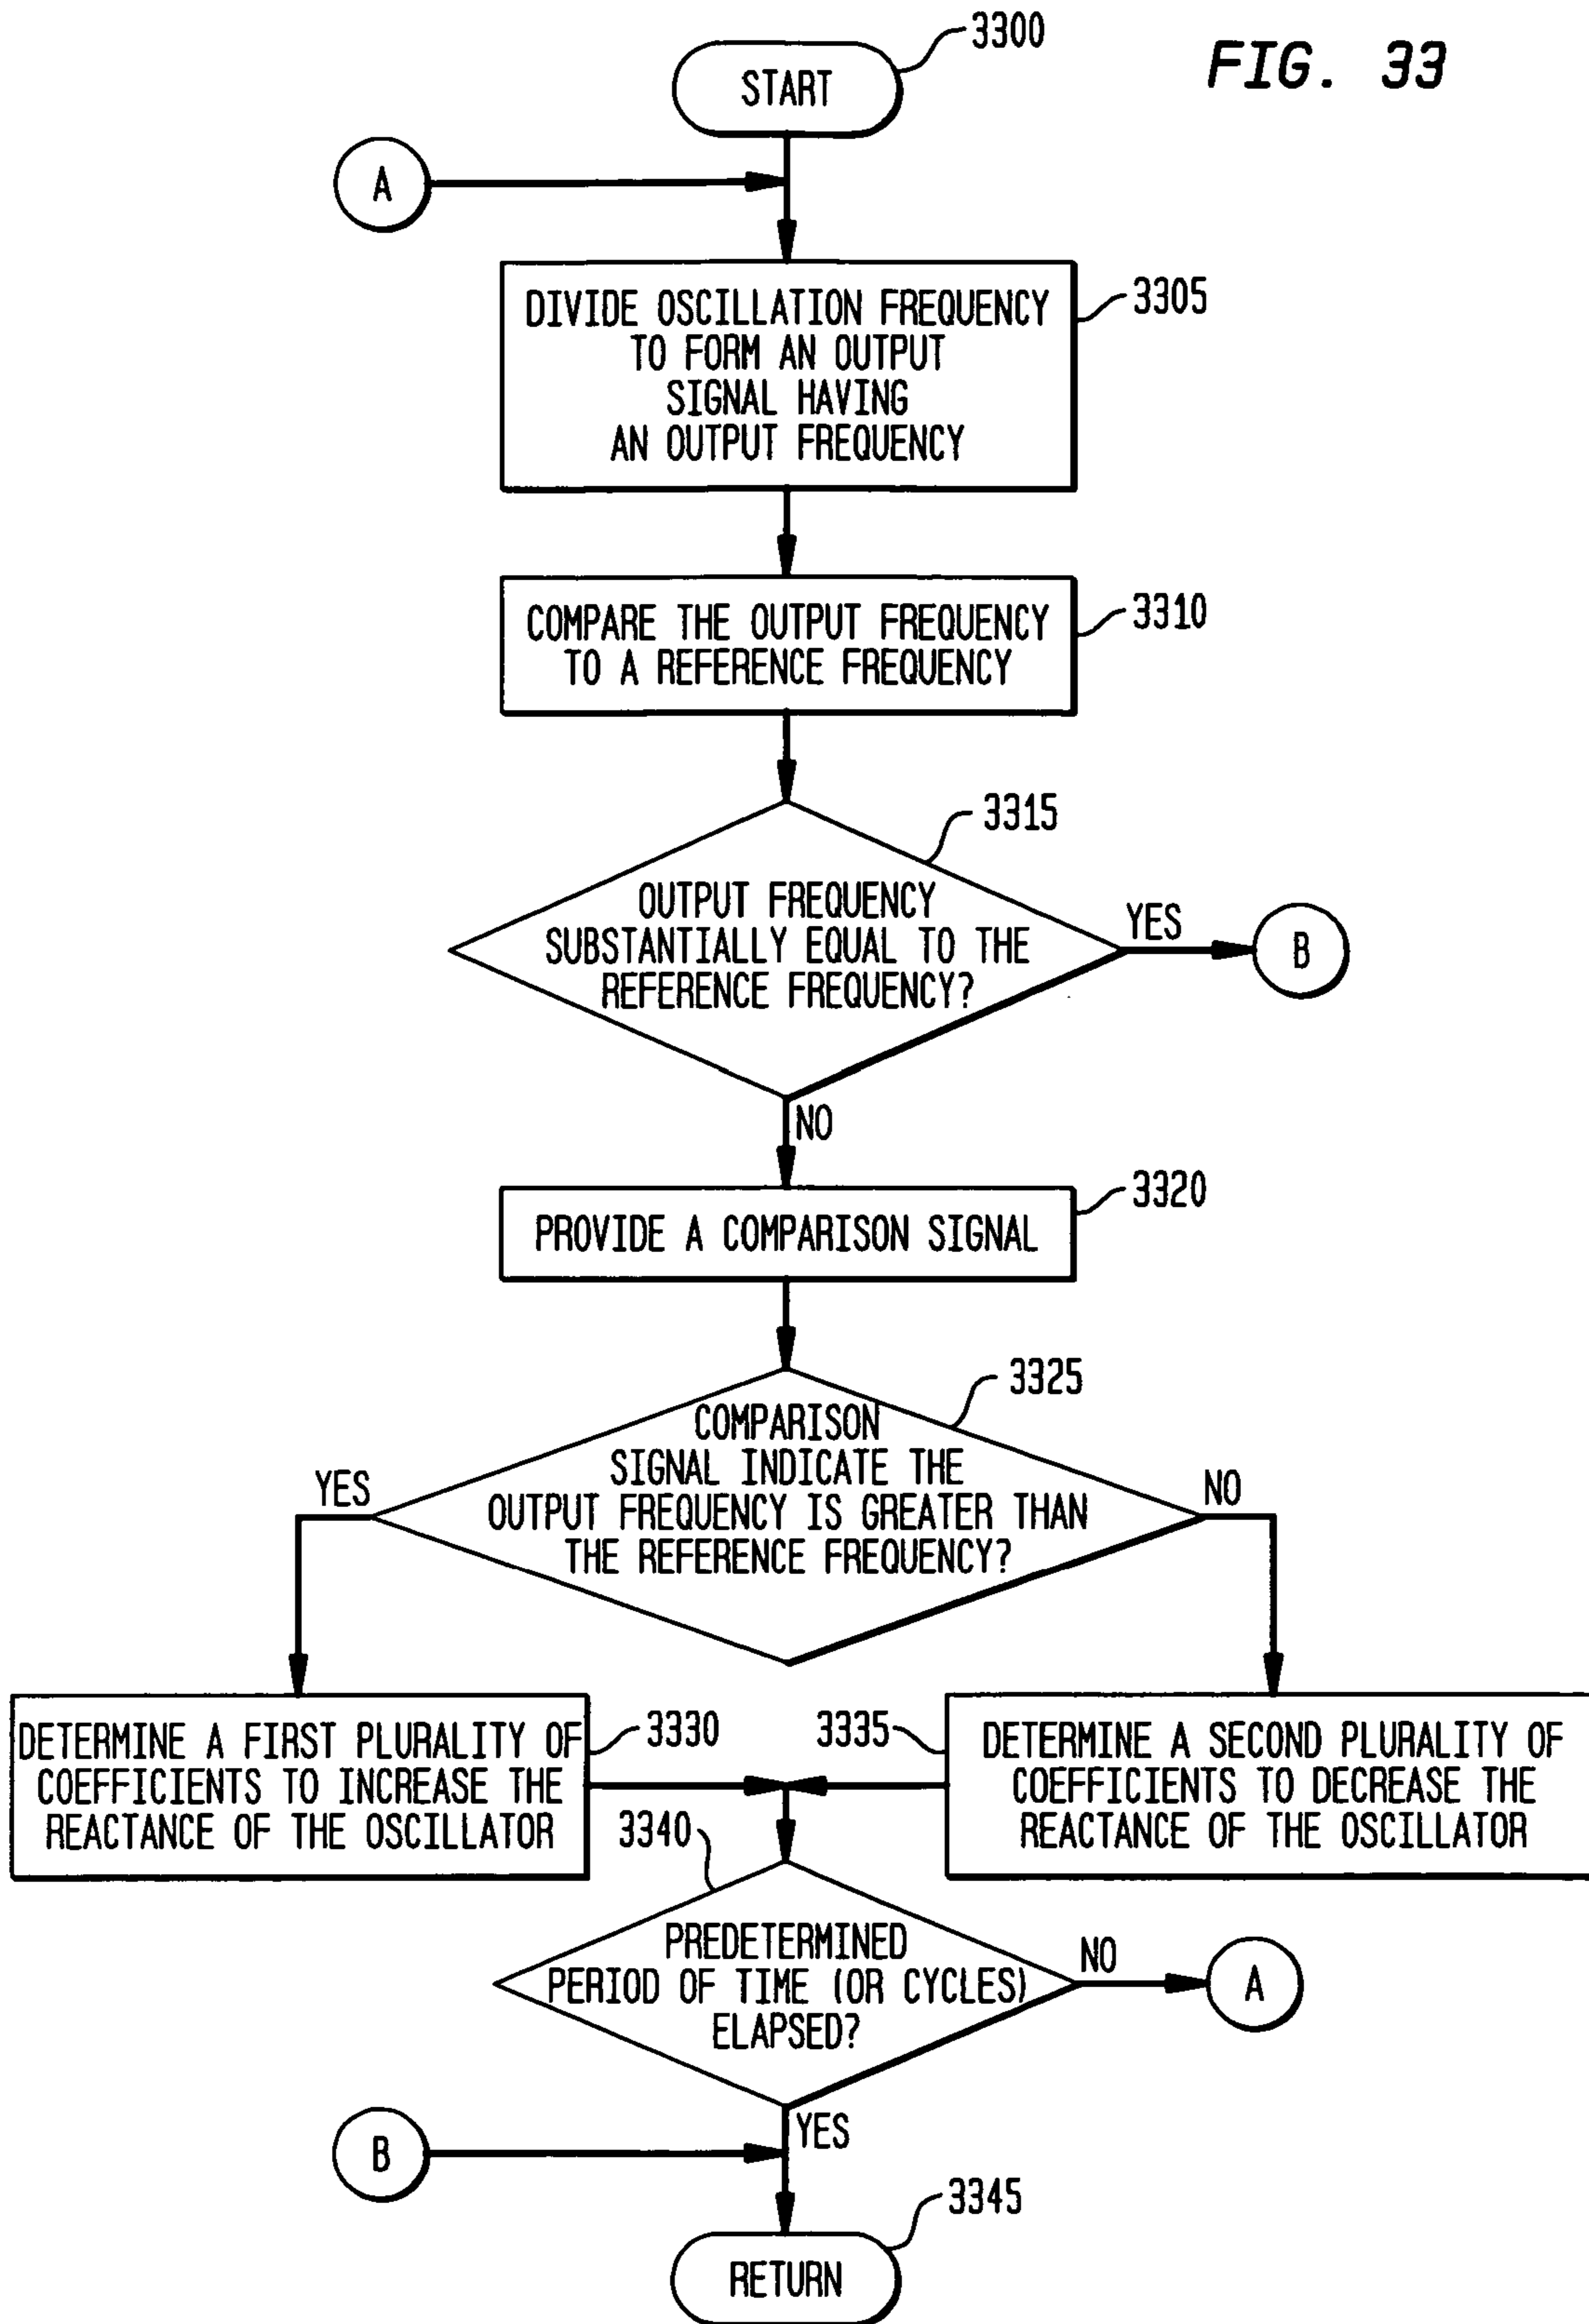 3300
FIG. 33
START
A
3305
DIVIDE OSCILLATION FREQUENCY
TO FORM AN OUTPUT
SIGNAL HAVING
AN OUTPUT FREQUENCY
3310
COMPARE THE OUTPUT FREQUENCY
TO A REFERENCE FREQUENCY
3315
OUTPUT FREQUENCY
SUBSTANTIALLY EQUAL TO THE
REFERENCE FREQUENCY?
YES
B
NO
3320
PROVIDE A COMPARISON SIGNAL
3325
COMPARISON
SIGNAL INDICATE THE
OUTPUT FREQUENCY IS GREATER THAN
THE REFERENCE FREQUENCY?
YES
NO
DETERMINE A FIRST PLURALITY OF
COEFFICIENTS TO INCREASE THE
REACTANCE OF THE OSCILLATOR
3330
3335
DETERMINE A SECOND PLURALITY OF
COEFFICIENTS TO DECREASE THE
REACTANCE OF THE OSCILLATOR
3340
PREDETERMINED
PERIOD OF TIME (OR CYCLES)
ELAPSED?
NO
A
YES
B
3345
RETURN